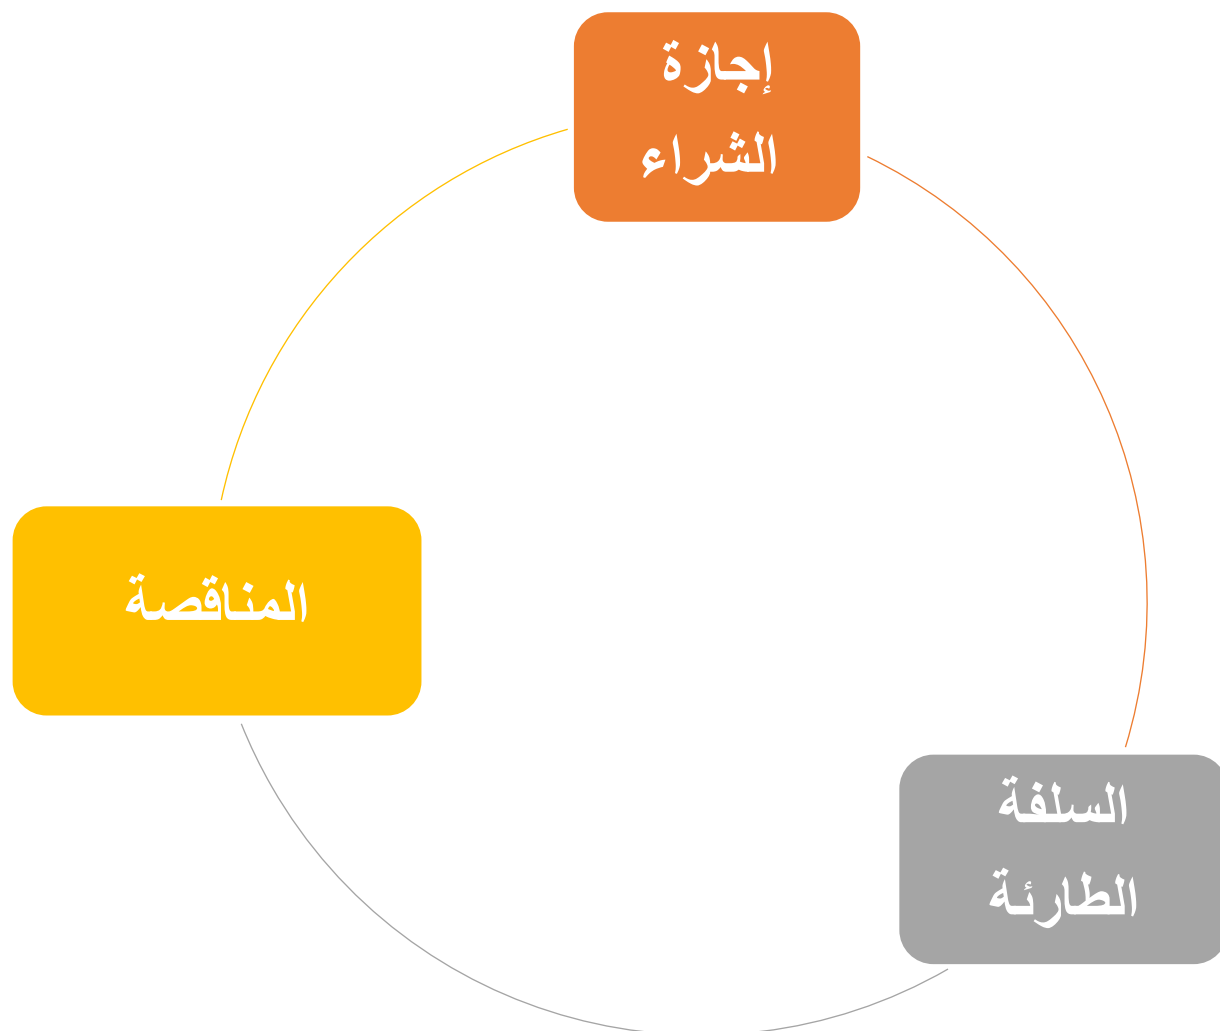 إجازة
الشراء
السلفة
الطارئة
المناقصة